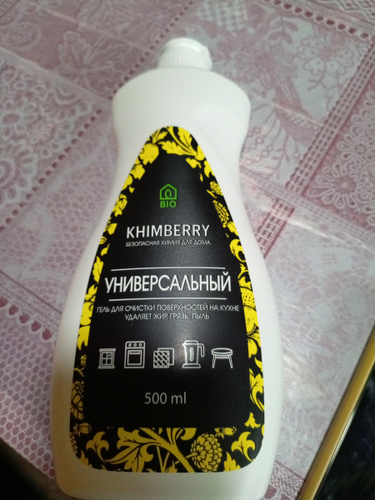 BIO
KHIMBERRY
БЕЗОПАСНАЯ ХИМИЯ ДЛЯ ДОМА
УНИВЕРСАЛЬНЫЙ
ГЕЛЬ ДЛЯ ОЧИСТКИ ПОВЕРХНОСТЕЙ НА КУХНЕ
УДАЛЯЕТ ЖИР, ГРЯЗЬ, ПЫЛЬ
500 ml